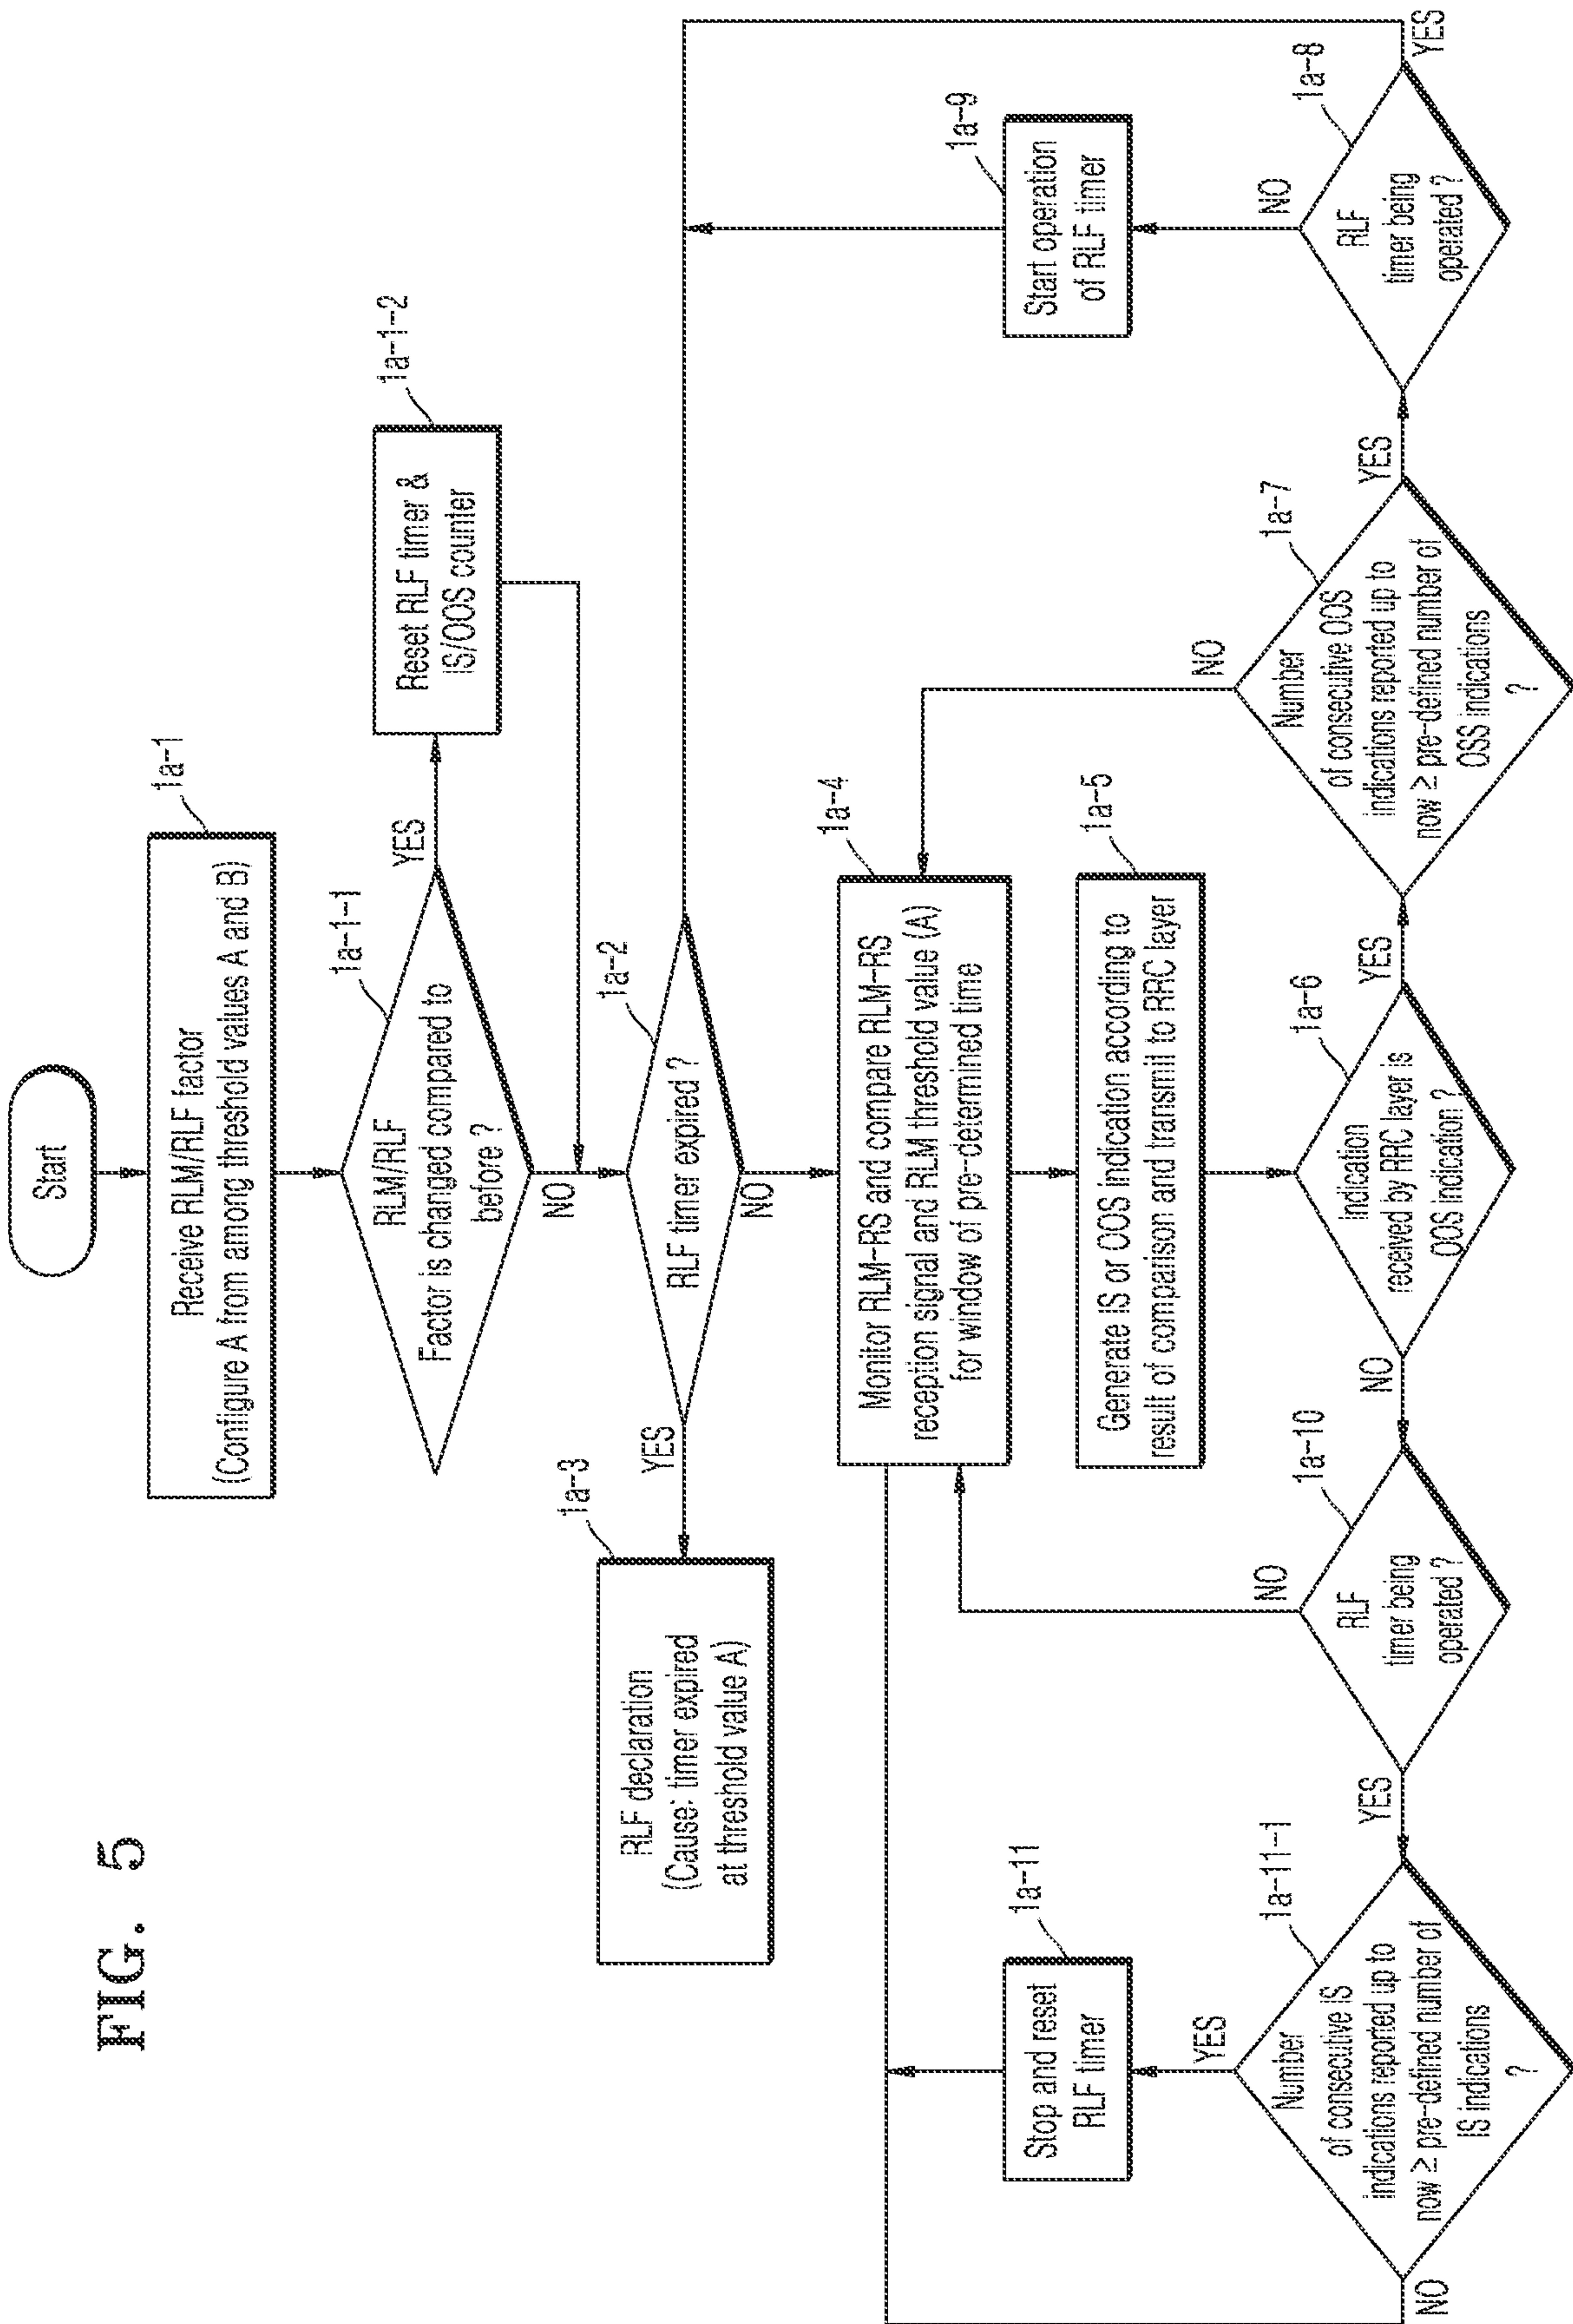 FIG. 5
Start
1a-1
Receive RLM/RLF factor
(Configure A from among threshold values A and B)
1a-1-1
RLM/RLF
Factor is changed compared to
before ?
YES
NO
1a-1-2
Reset RLF timer &
IS/OOS counter
1a-2
RLF timer expired ?
YES
NO
1a-3
RLF declaration
(Cause: timer expired
at threshold value A)
1a-4
Monitor RLM-RS and compare RLM-RS
reception signal and RLM threshold value (A)
for window of pre-determined time
1a-5
Generate IS or OOS indication according to
result of comparison and transmit to RRC layer
1a-6
Indication
received by RRC layer is
OOS indication ?
YES
NO
1a-7
Number
of consecutive OOS
indications reported up to
now ≥ pre-defined number of
OSS indications
?
NO
YES
1a-8
RLF
timer being
operated ?
NO
YES
1a-9
Start operation
of RLF timer
1a-10
RLF
timer being
operated ?
NO
YES
1a-11-1
Number
of consecutive IS
indications reported up to
now ≥ pre-defined number of
IS indications
?
YES
NO
1a-11
Stop and reset
RLF timer